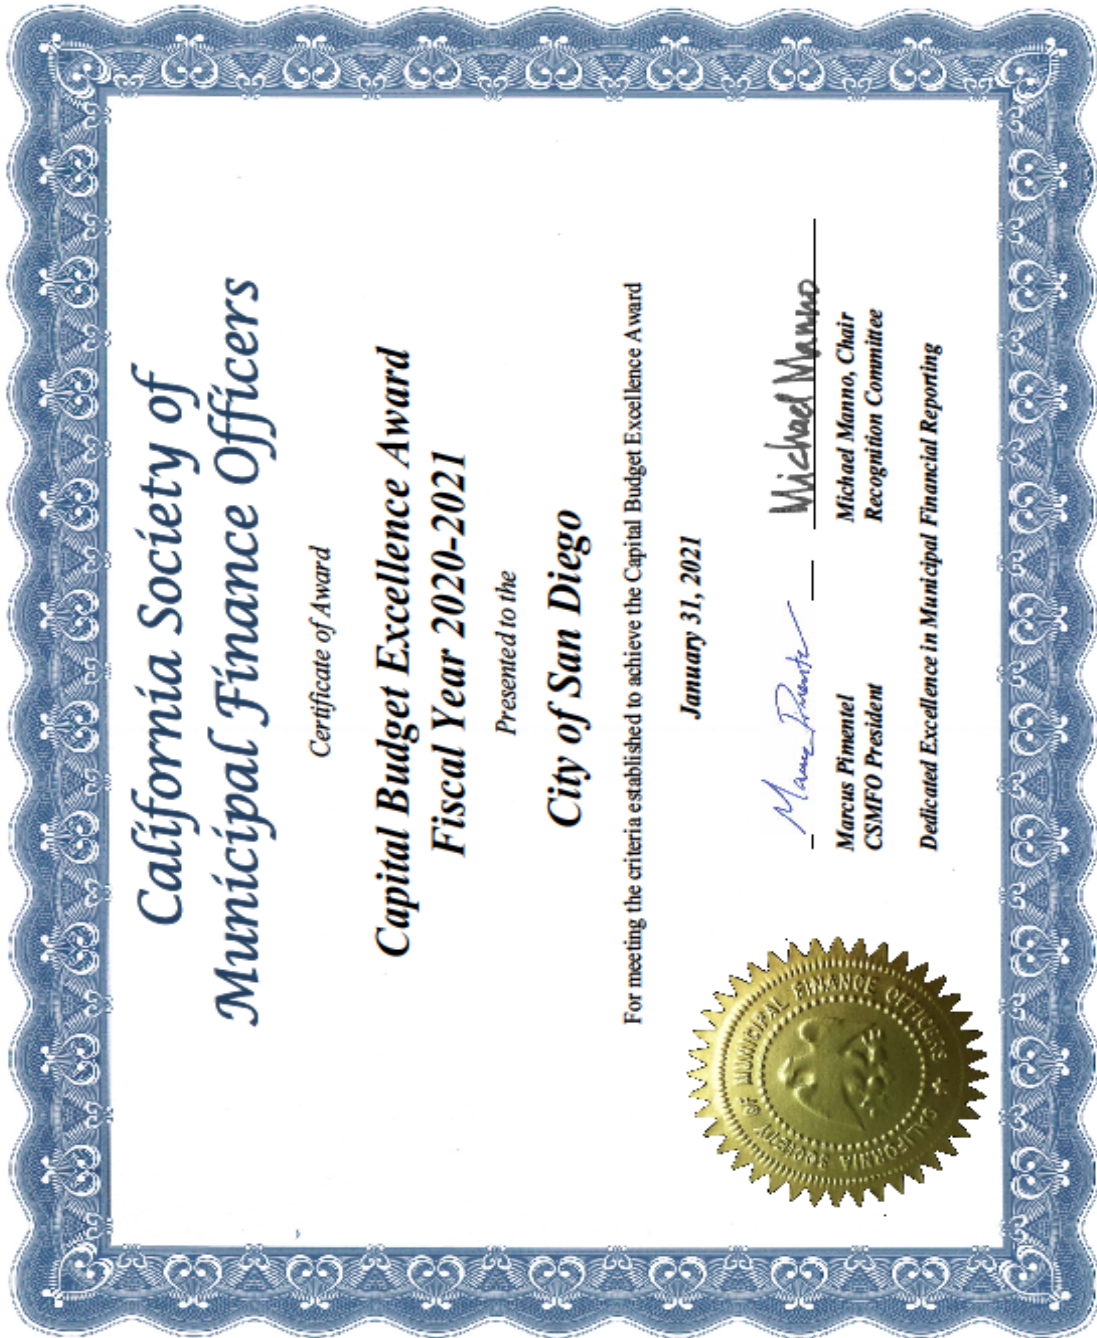 California Society of
Municipal Finance Officers
Certificate of Award
Capital Budget Excellence Award
Fiscal Year 2020-2021
Presented to the
City of San Diego
For meeting the criteria established to achieve the Capital Budget Excellence Award
January 31, 2021
Michael Manno
Marcus Pimentel
CSMFO President
Michael Manno, Chair
Recognition Committee
Dedicated Excellence in Municipal Financial Reporting
CALIFORNIA SOCIETY OF MUNICIPAL FINANCE OFFICERS